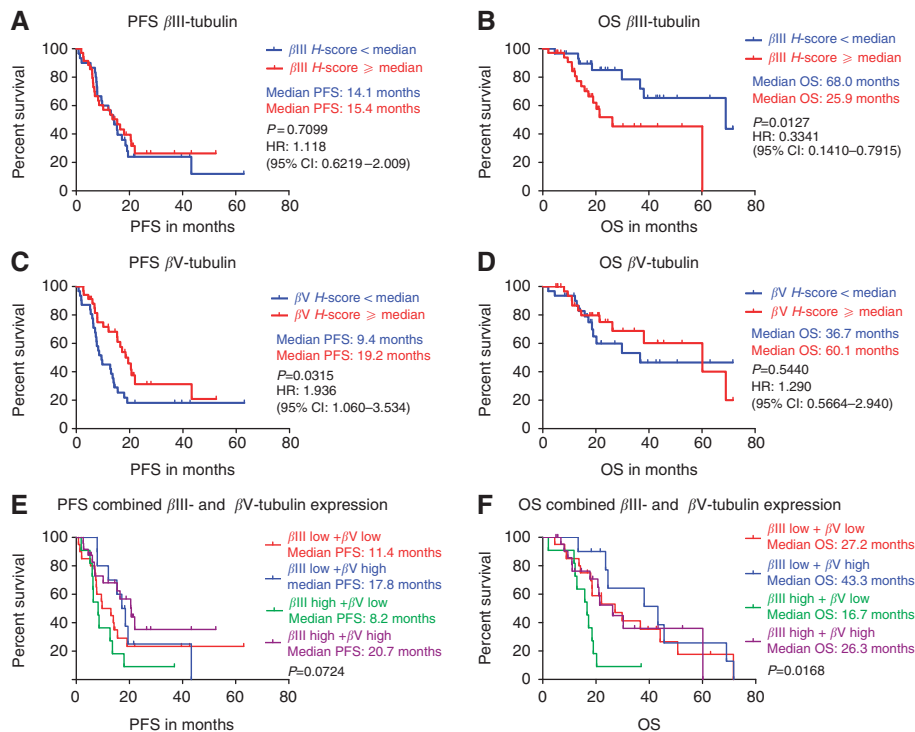 A
PFS βIII-tubulin
100
80
60
40
20
0
Percent survival
0 20 40 60 80
PFS in months
βIII H-score < median
βIII H-score ⩾ median
Median PFS: 14.1 months
Median PFS: 15.4 months
P=0.7099
HR: 1.118
(95% CI: 0.6219–2.009)
B
OS βIII-tubulin
100
80
60
40
20
0
Percent survival
0 20 40 60 80
OS in months
βIII H-score < median
βIII H-score ⩾ median
Median OS: 68.0 months
Median OS: 25.9 months
P=0.0127
HR: 0.3341
(95% CI: 0.1410–0.7915)
C
PFS βV-tubulin
100
80
60
40
20
0
Percent survival
0 20 40 60 80
PFS in months
βV H-score < median
βV H-score ⩾ median
Median PFS: 9.4 months
Median PFS: 19.2 months
P=0.0315
HR: 1.936
(95% CI: 1.060–3.534)
D
OS βV-tubulin
100
80
60
40
20
0
Percent survival
0 20 40 60 80
OS in months
βV H-score < median
βV H-score ⩾ median
Median OS: 36.7 months
Median OS: 60.1 months
P=0.5440
HR: 1.290
(95% CI: 0.5664–2.940)
E
PFS combined βIII- and βV-tubulin expression
100
80
60
40
20
Percent survival
0 20 40 60 80
PFS in months
βIII low +βV low
Median PFS: 11.4 months
βIII low +βV high
median PFS: 17.8 months
βIII high +βV low
Median PFS: 8.2 months
βIII high +βV high
Median PFS: 20.7 months
P=0.0724
F
OS combined βIII- and βV-tubulin expression
100
80
60
40
20
0
Percent survival
0 20 40 60 80
OS
βIII low + βV low
Median OS: 27.2 months
βIII low + βV high
Median OS: 43.3 months
βIII high + βV low
Median OS: 16.7 months
βIII high + βV high
Median OS: 26.3 months
P=0.0168